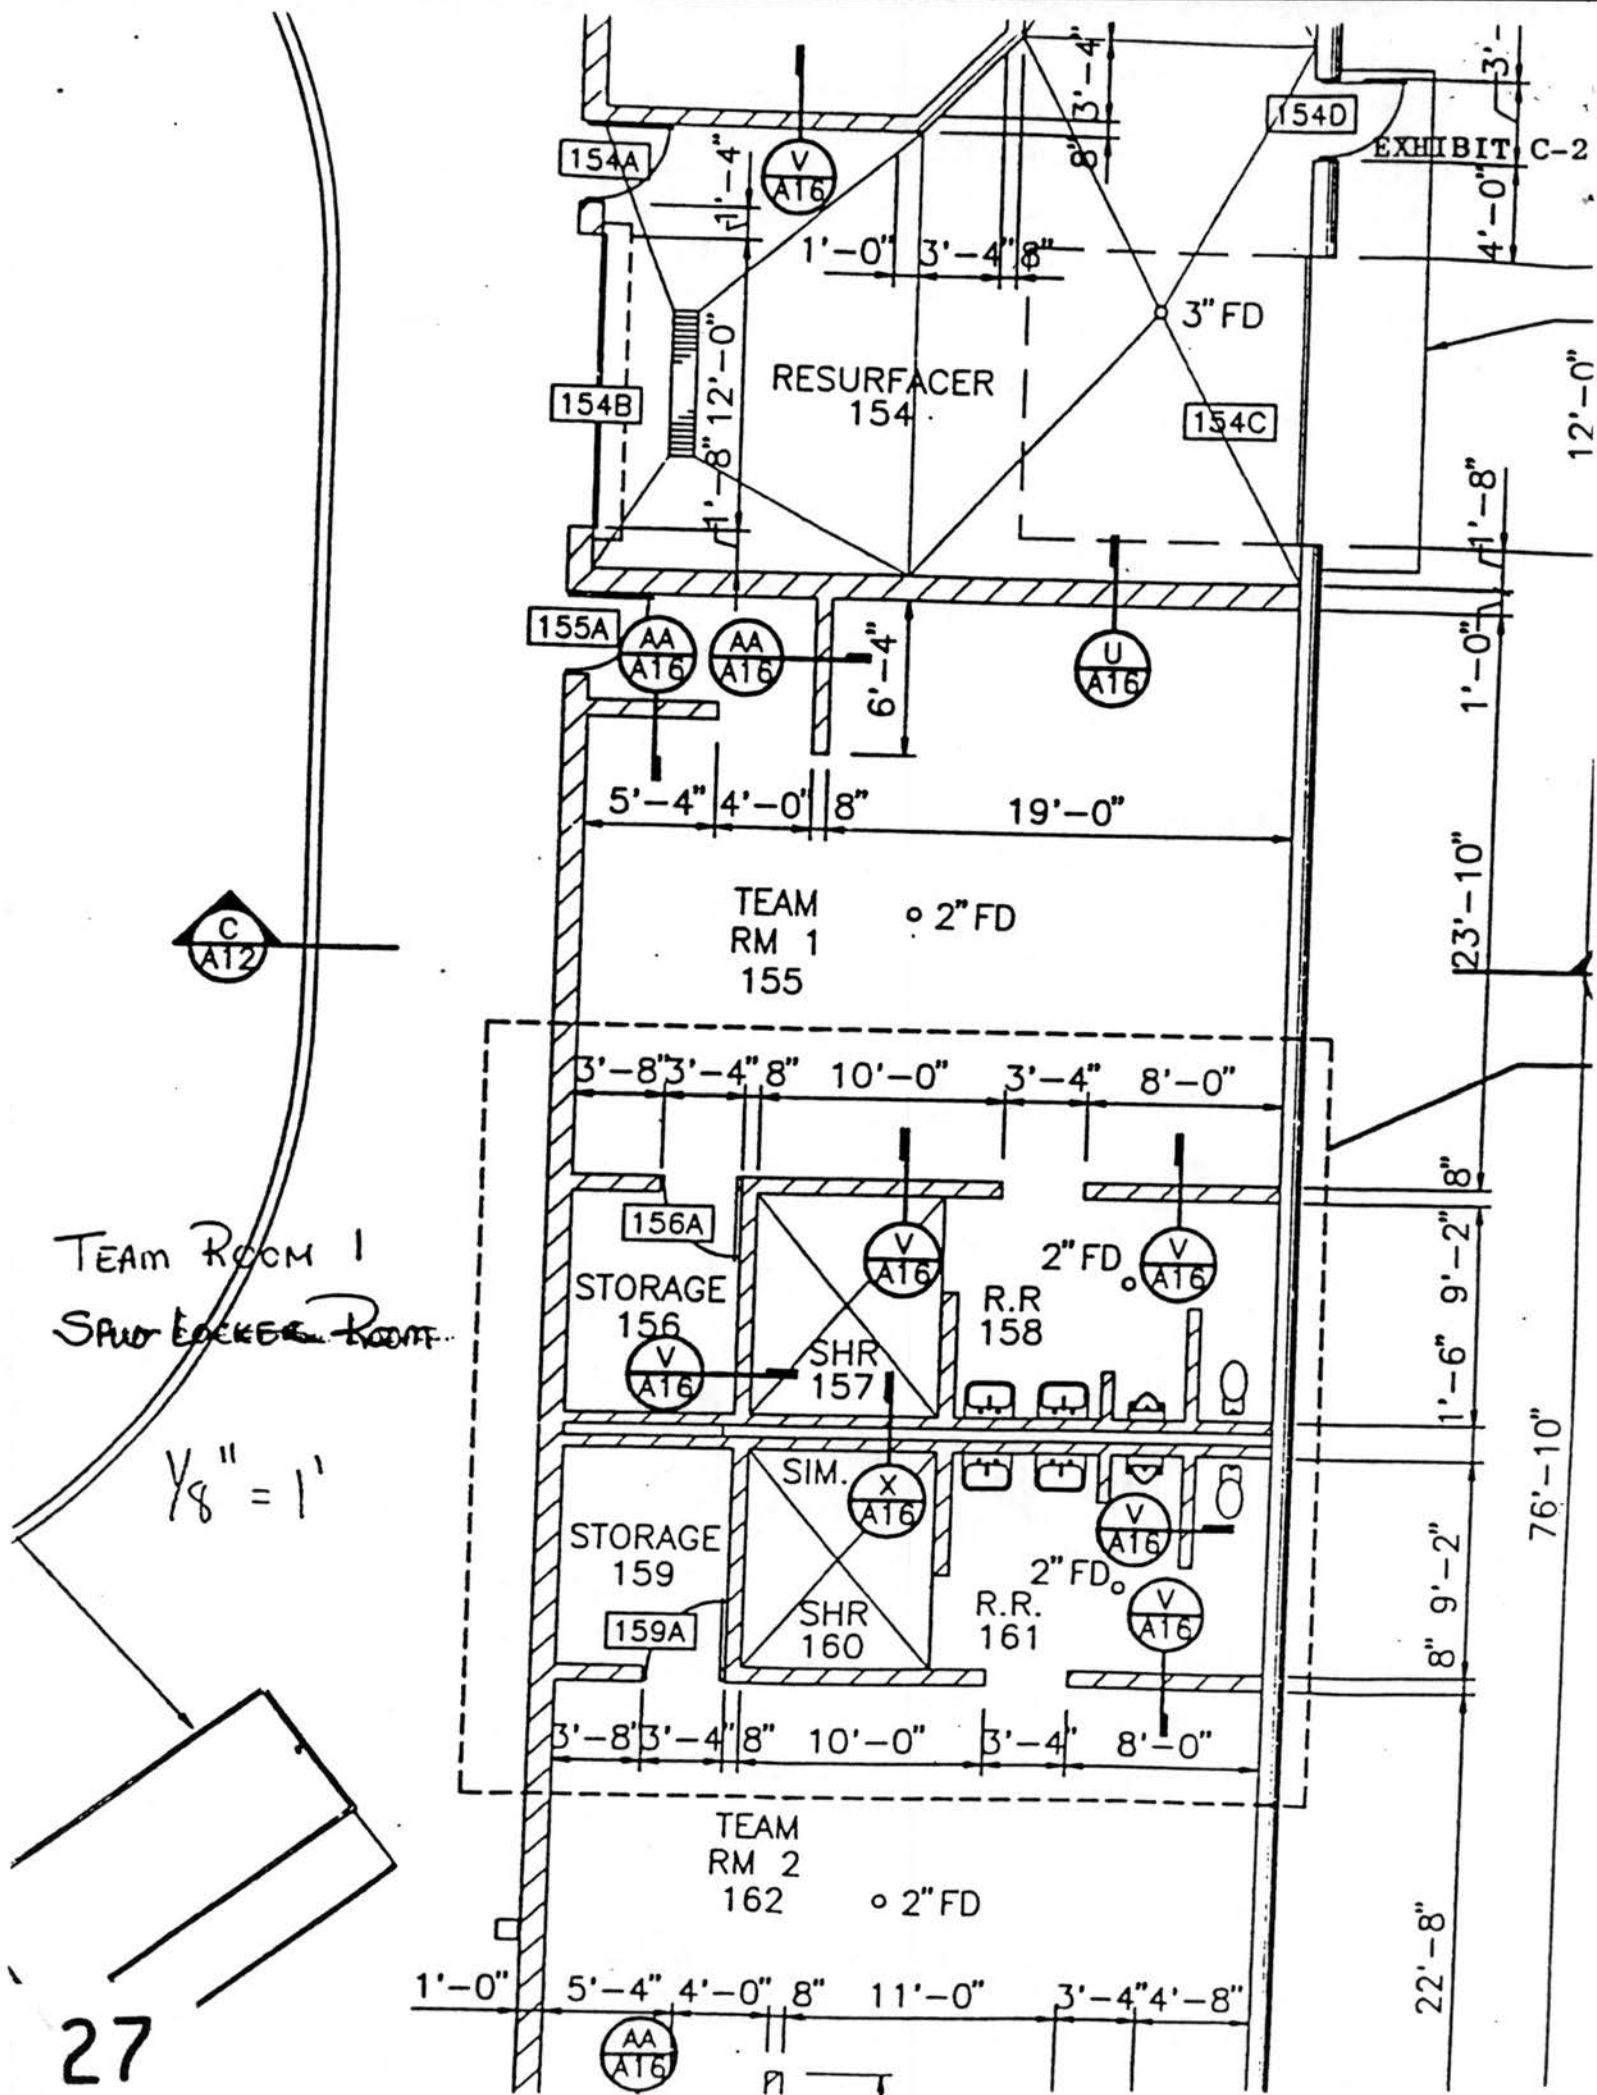 3'-4"
3'-
154D
EXHIBIT C-2
154A
V
A16
1'-4"
8"
4'-0"
1'-0" 3'-4" 8"
3" FD
RESURFACER
154
154B
154C
12'-0"
12'-0"
1'-8"
1'-8"
155A
AA
A16
AA
A16
6'-4"
U
A16
1'-0"
5'-4" 4'-0" 8" 19'-0"
TEAM
RM 1
155
2" FD
23'-10"
C
A12
3'-8" 3'-4" 8" 10'-0" 3'-4" 8'-0"
8"
156A
V
A16
2" FD
V
A16
9'-2"
TEAM ROOM 1
STORAGE
156
R.R
158
V
A16
SHR
157
1'-6"
1/8" = 1'
SIM.
X
A16
76'-10"
STORAGE
159
V
A16
2" FD
9'-2"
159A
SHR
160
R.R.
161
V
A16
8"
3'-8" 3'-4" 8" 10'-0" 3'-4" 8'-0"
TEAM
RM 2
162
2" FD
22'-8"
1'-0" 5'-4" 4'-0" 8" 11'-0" 3'-4" 4'-8"
AA
A16
27